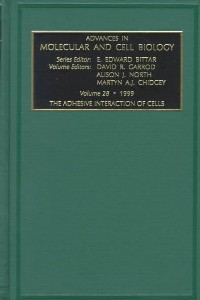 ADVANCES IN
MOLECULAR AND CELL BIOLOGY
Series Editor: E. EDWARD BITTAR
Volume Editors: DAVID R. GARROD
ALISON J. NORTH
MARTYN A.J. CHIDGEY
Volume 28 • 1999
THE ADHESIVE INTERACTION OF CELLS